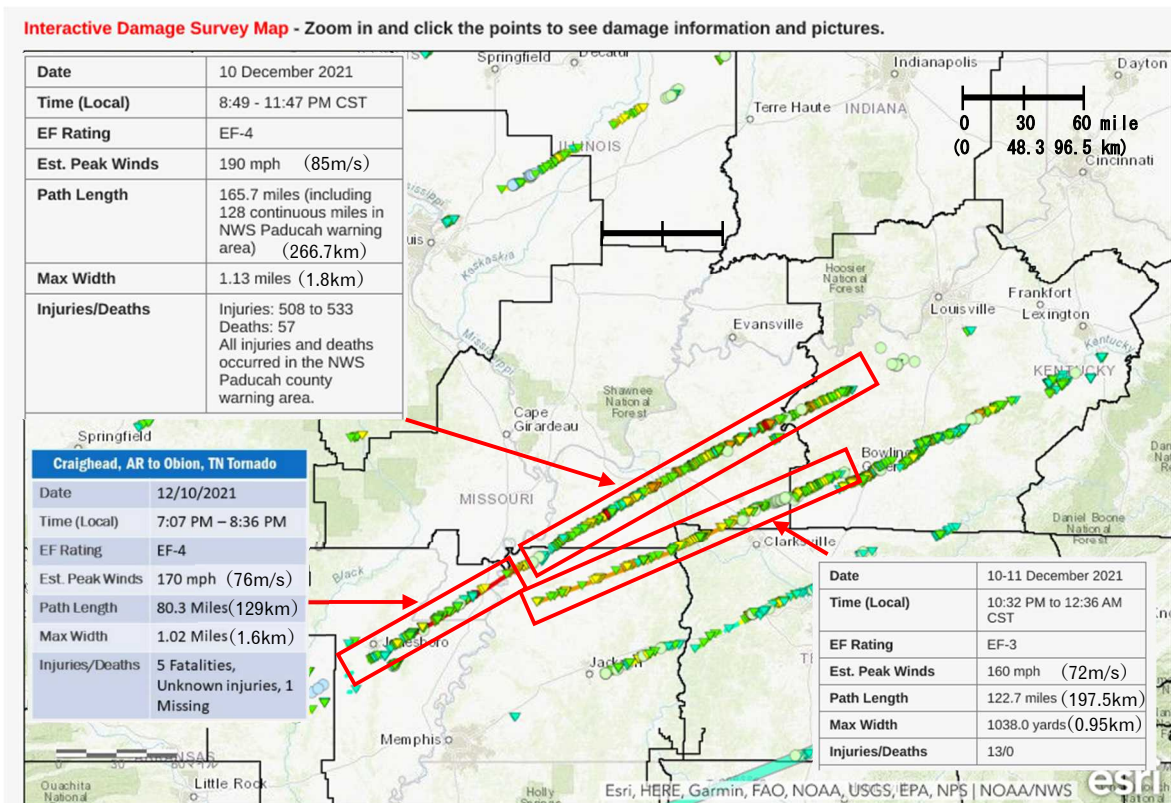 Interactive Damage Survey Map - Zoom in and click the points to see damage information and pictures.
Date 10 December 2021
Time (Local) 8:49 - 11:47 PM CST
EF Rating EF-4
Est. Peak Winds 190 mph (85m/s)
Path Length 165.7 miles (including
128 continuous miles in
NWS Paducah warning
area) (266.7km)
Max Width 1.13 miles (1.8km)
Injuries/Deaths Injuries: 508 to 533
Deaths: 57
All injuries and deaths
occurred in the NWS
Paducah county
warning area.
Springfield
Decatur
Indianapolis
Dayton
Terre Haute
INDIANA
0 30 60 mile
(0 48.3 96.5 km)
ILLINOIS
Cincinnati
Mississippi
uis
Kaskaskia
Hoosier
National
Forest
Frankfort
Louisville
Lexington
Evansville
Mississippi
Kentucky
KENTUCKY
Shawnee
National
Forest
Cape
Girardeau
Springfield
Bowling
Green
MISSOURI
Daniel Boone
National
Forest
Clarksville
Black
Craighead, AR to Obion, TN Tornado
Date 12/10/2021
Time (Local) 7:07 PM – 8:36 PM
EF Rating EF-4
Est. Peak Winds 170 mph (76m/s)
Path Length 80.3 Miles(129km)
Max Width 1.02 Miles(1.6km)
Injuries/Deaths 5 Fatalities,
Unknown injuries, 1
Missing
Jonesboro
Jackson
Date 10-11 December 2021
Time (Local) 10:32 PM to 12:36 AM
CST
EF Rating EF-3
Est. Peak Winds 160 mph (72m/s)
Path Length 122.7 miles (197.5km)
Max Width 1038.0 yards(0.95km)
Injuries/Deaths 13/0
Memphis
0 30
ARKANSAS
Little Rock
Ouachita
National
Holly
Esri, HERE, Garmin, FAO, NOAA, USGS, EPA, NPS | NOAA/NWS
esri